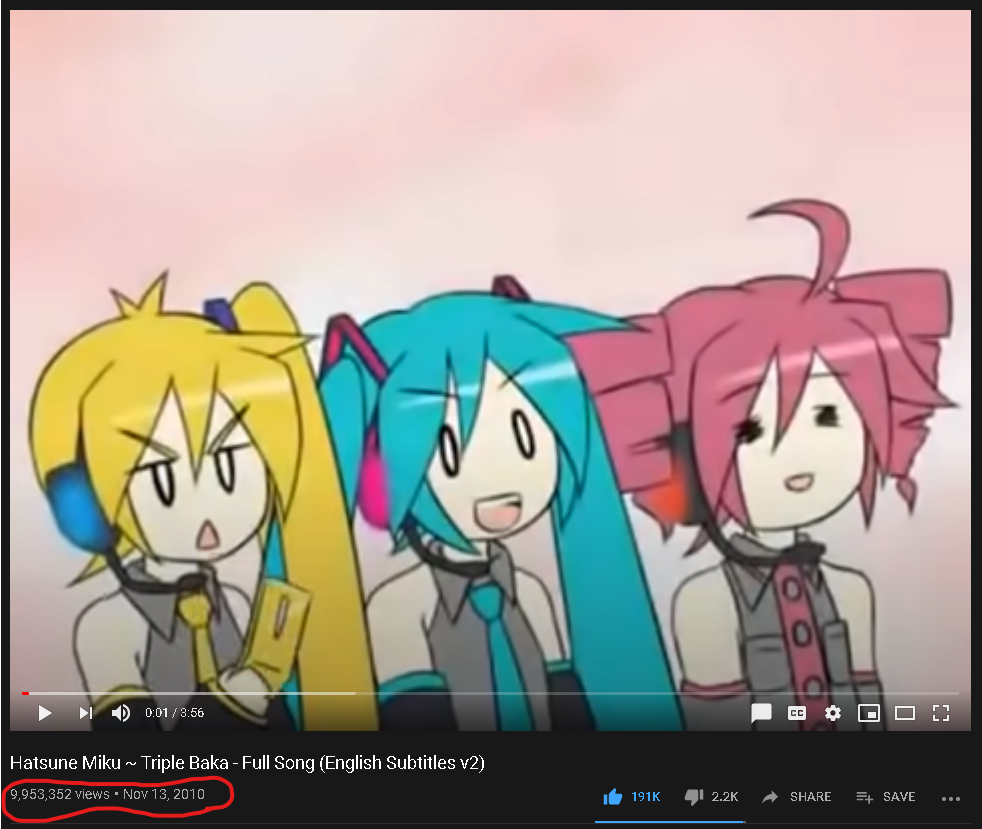 0:01 / 3:56
CC
Hatsune Miku ~ Triple Baka - Full Song (English Subtitles v2)
9,953,352 views • Nov 13, 2010
191K 2.2K SHARE SAVE